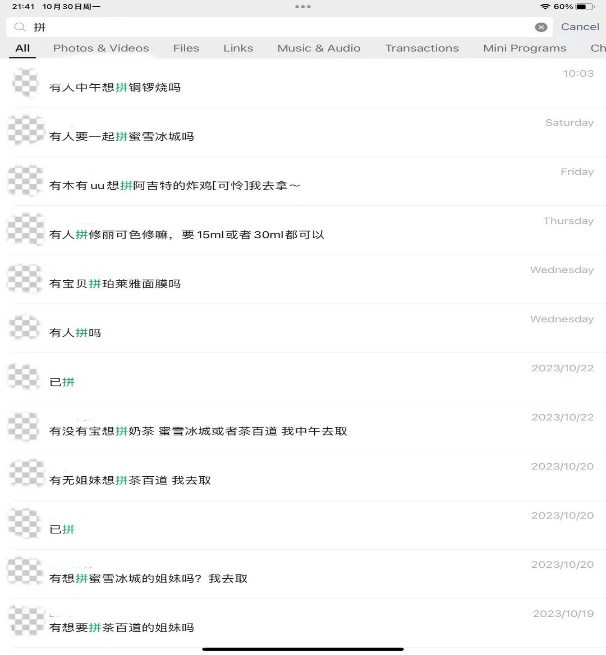 21:41 10月30日周一
60%
拼
Cancel
All Photos & Videos Files Links Music & Audio Transactions Mini Programs Ch
10:03
有人中午想拼铜锣烧吗
Saturday
有人要一起拼蜜雪冰城吗
Friday
有木有uu想拼阿吉特的炸鸡[可怜]我去拿～
Thursday
有人拼修丽可色修嘛，要15ml或者30ml都可以
Wednesday
有宝贝拼珀莱雅面膜吗
Wednesday
有人拼吗
2023/10/22
已拼
2023/10/22
有没有宝想拼奶茶 蜜雪冰城或者茶百道 我中午去取
2023/10/20
有无姐妹想拼茶百道 我去取
2023/10/20
已拼
2023/10/20
有想拼蜜雪冰城的姐妹吗？我去取
2023/10/19
有想要拼茶百道的姐妹吗